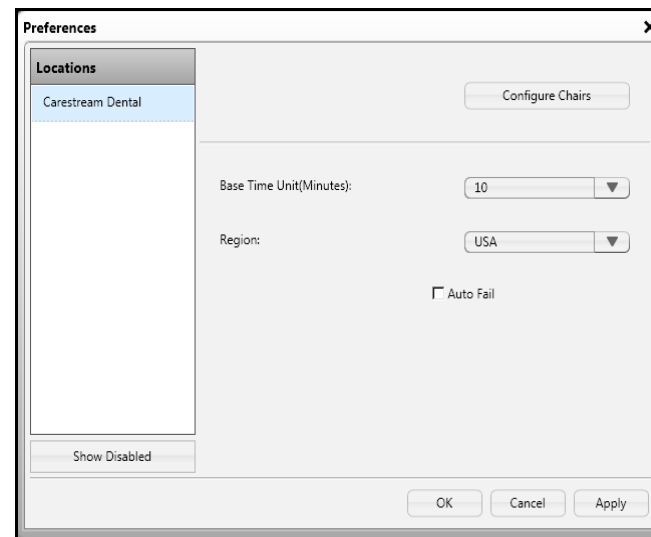 Preferences
Locations
Carestream Dental
Configure Chairs
Base Time Unit(Minutes):
10
Region:
USA
Auto Fail
Show Disabled
OK
Cancel
Apply